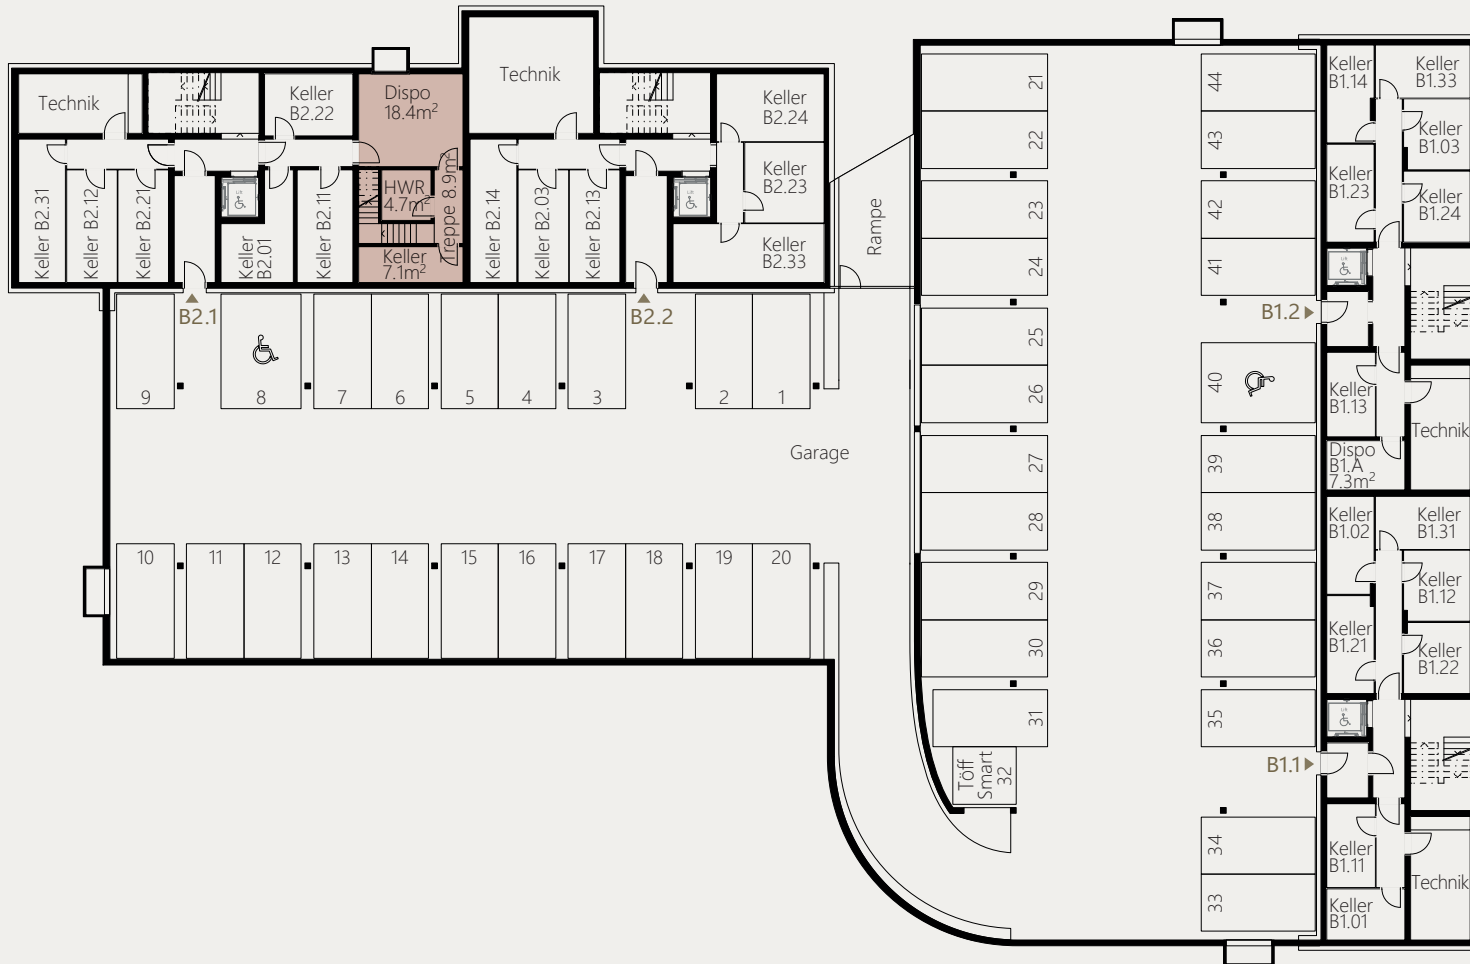 Technik
Keller
B2.22
Dispo
18.4m²
Technik
Keller
B2.24
Keller
B2.23
Keller
B2.33
Keller B2.31
Keller B2.12
Keller B2.21
Keller
B2.01
Keller B2.11
HWR
4.7m²
Treppe 8.9m²
Keller
7.1m²
Keller B2.14
Keller B2.03
Keller B2.13
Rampe
B2.1
B2.2
9
8
7
6
5
4
3
2
1
Garage
10
11
12
13
14
15
16
17
18
19
20
21
22
23
24
25
26
27
28
29
30
31
Töff
Smart
32
44
43
42
41
40
39
38
37
36
35
34
33
B1.2
B1.1
Keller
B1.14
Keller
B1.33
Keller
B1.03
Keller
B1.23
Keller
B1.24
Keller
B1.13
Technik
Dispo
B1.A
7.3m²
Keller
B1.02
Keller
B1.31
Keller
B1.12
Keller
B1.21
Keller
B1.22
Keller
B1.11
Technik
Keller
B1.01